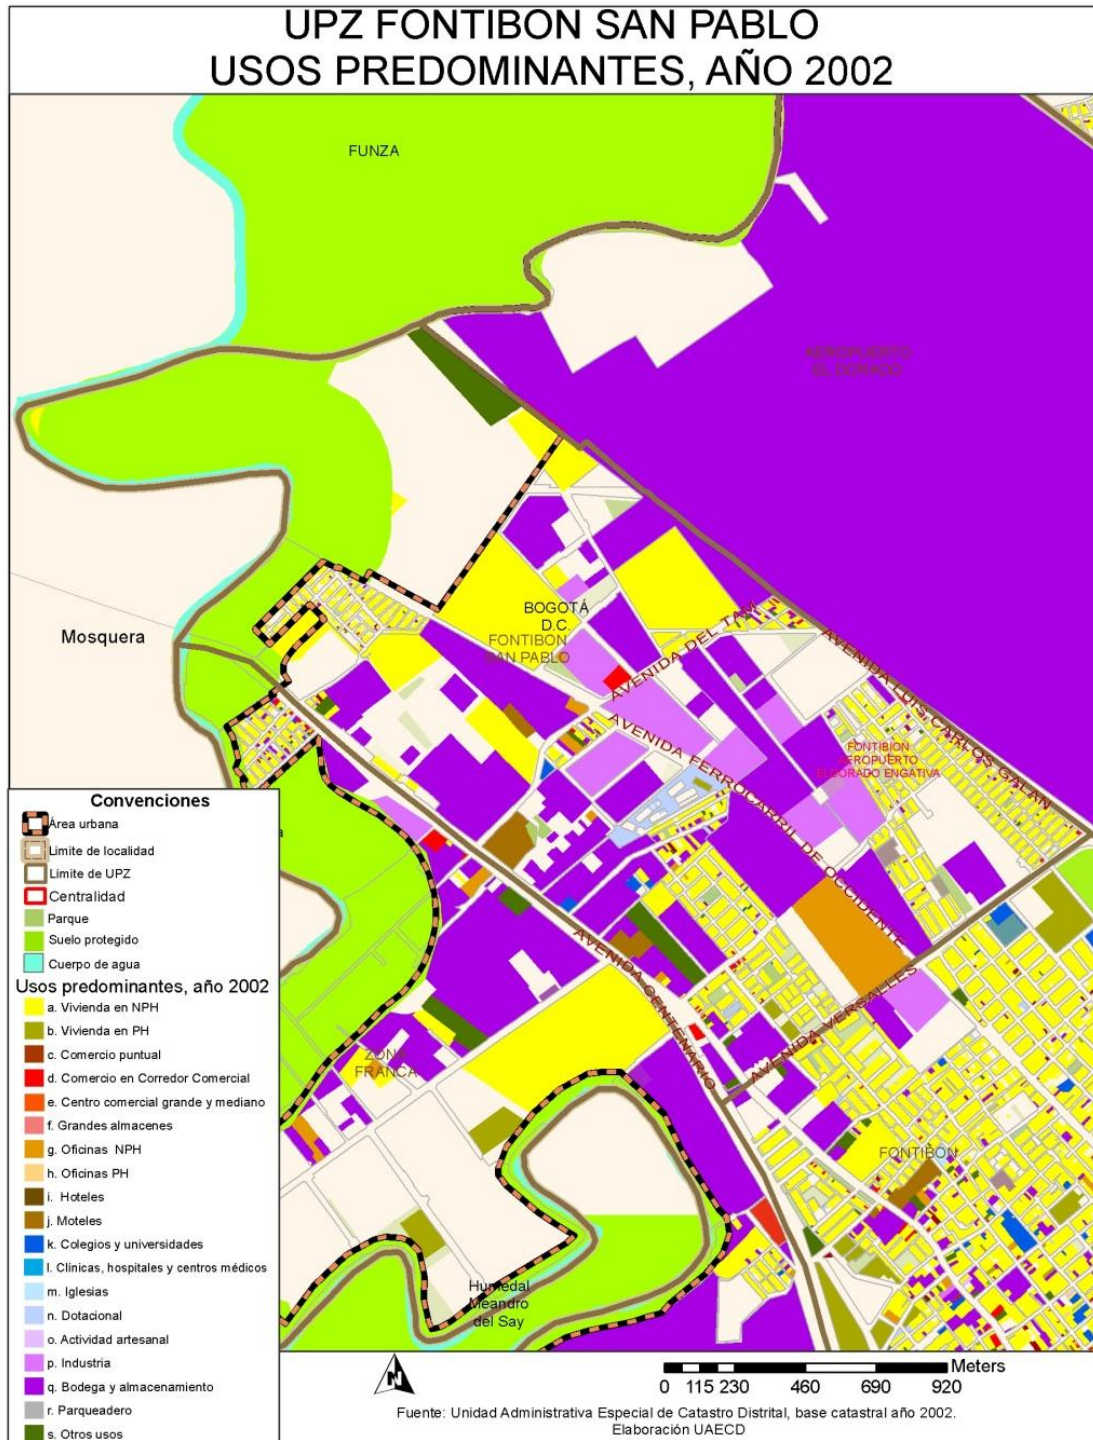 UPZ FONTIBON SAN PABLO
USOS PREDOMINANTES, AÑO 2002
FUNZA
AEROPUERTO
EL DORADO
BOGOTÁ
D.C.
FONTIBON
SAN PABLO
Mosquera
AVENIDA DEL TAM
AVENIDA LUIS CARLOS GALAN
AVENIDA FERROCARRIL DE OCCIDENTE
FONTIBION
AEROPUERTO
ELDORADO ENGATIVA
AVENIDA CENTENARIO
AVENIDA VERSALLES
ZONA
FRANCA
FONTIBÓN
Humedal
Meandro
del Say
Convenciones
Área urbana
Limite de localidad
Límite de UPZ
Centralidad
Parque
Suelo protegido
Cuerpo de agua
Usos predominantes, año 2002
a. Vivienda en NPH
b. Vivienda en PH
c. Comercio puntual
d. Comercio en Corredor Comercial
e. Centro comercial grande y mediano
f. Grandes almacenes
g. Oficinas NPH
h. Oficinas PH
i. Hoteles
j. Moteles
k. Colegios y universidades
l. Clínicas, hospitales y centros médicos
m. Iglesias
n. Dotacional
o. Actividad artesanal
p. Industria
q. Bodega y almacenamiento
r. Parqueadero
s. Otros usos
N
Meters
0 115 230 460 690 920
Fuente: Unidad Administrativa Especial de Catastro Distrital, base catastral año 2002.
Elaboración UAECD